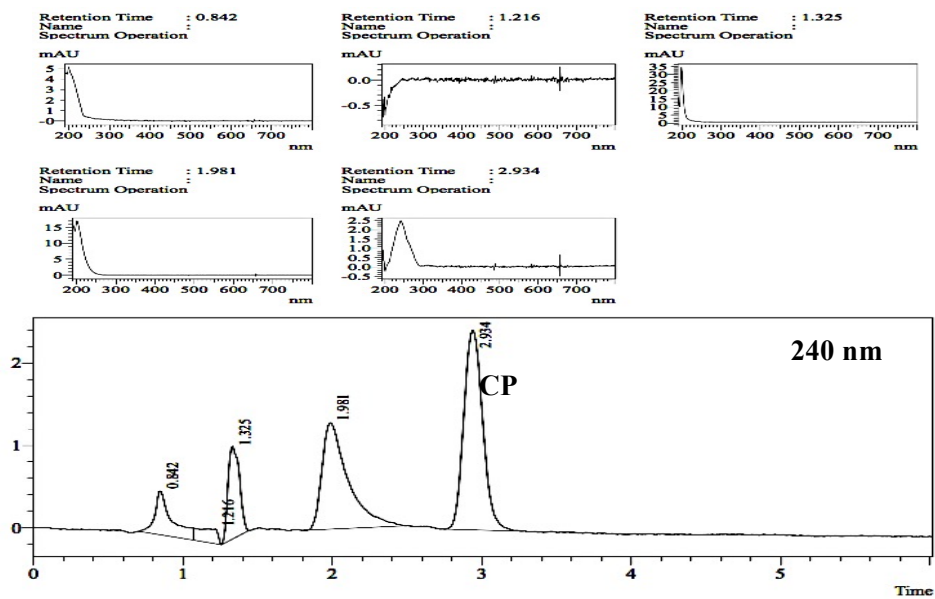 Retention Time : 0.842
Name :
Spectrum Operation
mAU
5
4
3
2
1
-0
200 300 400 500 600 700
nm
Retention Time : 1.216
Name :
Spectrum Operation
mAU
0.0
-0.5
200 300 400 500 600 700
nm
Retention Time : 1.325
Name :
Spectrum Operation
mAU
35
30
25
20
15
10
5
0
200 300 400 500 600 700
nm
Retention Time : 1.981
Name :
Spectrum Operation
mAU
15
10
5
0
200 300 400 500 600 700
nm
Retention Time : 2.934
Name :
Spectrum Operation
mAU
2.5
2.0
1.5
1.0
0.5
0.0
-0.5
200 300 400 500 600 700
nm
240 nm
2
1
0
0.842
1.216
1.325
1.981
2.934
CP
0 1 2 3 4 5
Time